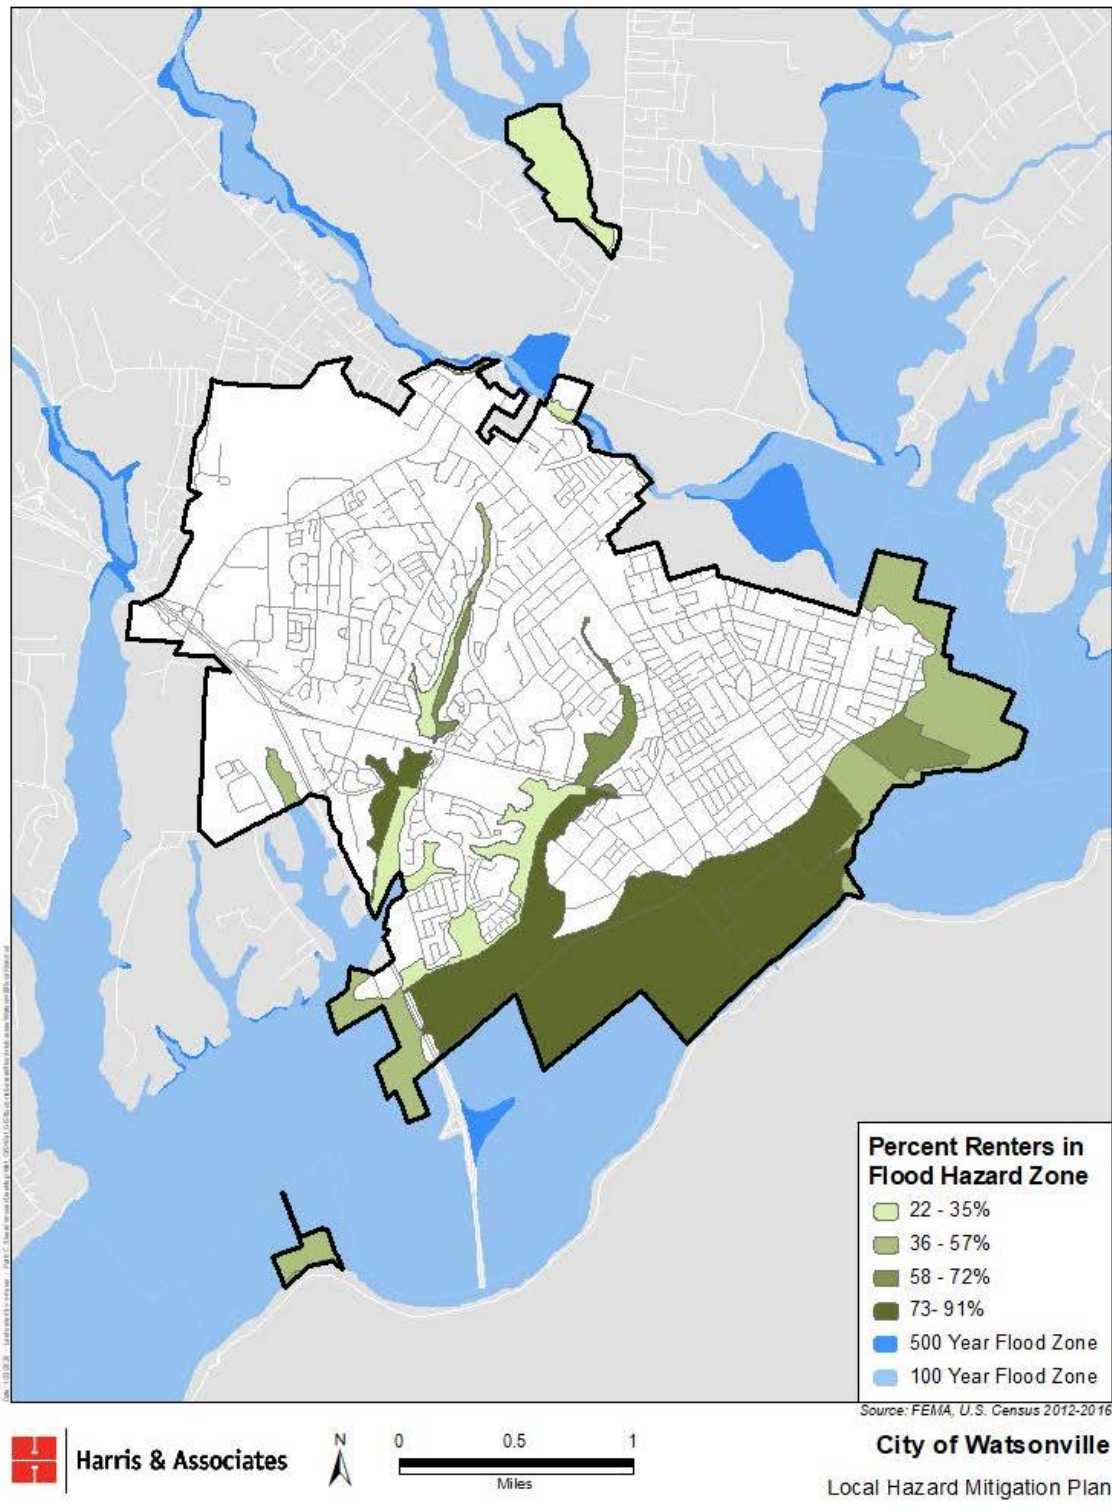 Percent Renters in
Flood Hazard Zone
22 - 35%
36 - 57%
58 - 72%
73- 91%
500 Year Flood Zone
100 Year Flood Zone
Source: FEMA, U.S. Census 2012-2016
Harris & Associates
N
0 0.5 1
Miles
City of Watsonville
Local Hazard Mitigation Plan